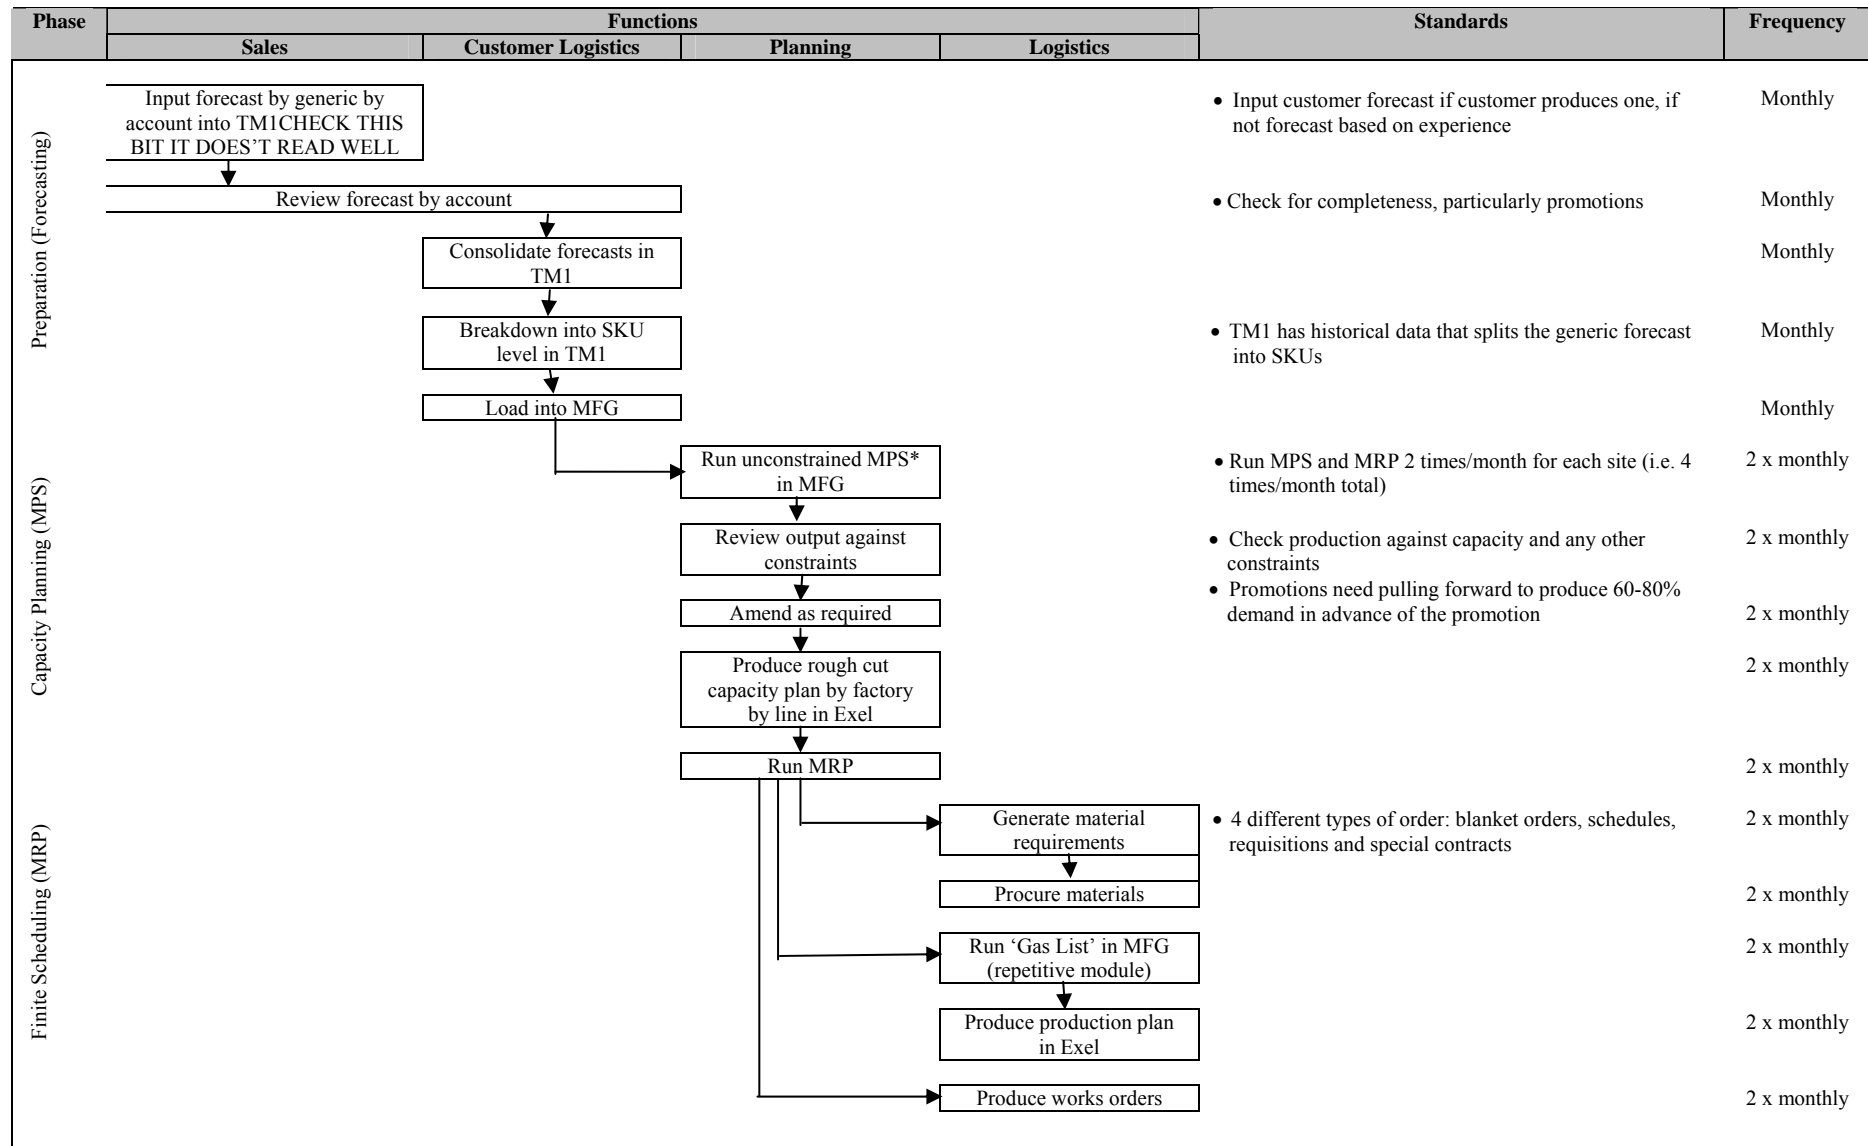 Phase
Functions
Standards
Frequency
Sales
Customer Logistics
Planning
Logistics
Preparation (Forecasting)
Input forecast by generic by
account into TM1CHECK THIS
BIT IT DOES’T READ WELL
• Input customer forecast if customer produces one, if
not forecast based on experience
Monthly
Review forecast by account
• Check for completeness, particularly promotions
Monthly
Consolidate forecasts in
TM1
Monthly
Breakdown into SKU
level in TM1
• TM1 has historical data that splits the generic forecast
into SKUs
Monthly
Load into MFG
Monthly
Capacity Planning (MPS)
Run unconstrained MPS*
in MFG
• Run MPS and MRP 2 times/month for each site (i.e. 4
times/month total)
2 x monthly
Review output against
constraints
• Check production against capacity and any other
constraints
2 x monthly
Amend as required
• Promotions need pulling forward to produce 60-80%
demand in advance of the promotion
2 x monthly
Produce rough cut
capacity plan by factory
by line in Exel
2 x monthly
Run MRP
2 x monthly
Finite Scheduling (MRP)
Generate material
requirements
• 4 different types of order: blanket orders, schedules,
requisitions and special contracts
2 x monthly
Procure materials
2 x monthly
Run ‘Gas List’ in MFG
(repetitive module)
2 x monthly
Produce production plan
in Exel
2 x monthly
Produce works orders
2 x monthly